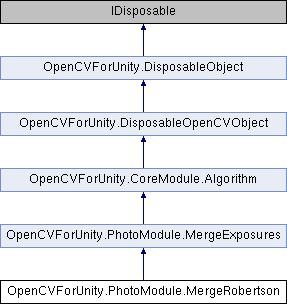 IDisposable
OpenCVForUnity.DisposableObject
OpenCVForUnity.DisposableOpenCVObject
OpenCVForUnity.CoreModule.Algorithm
OpenCVForUnity.PhotoModule.MergeExposures
OpenCVForUnity.PhotoModule.MergeRobertson